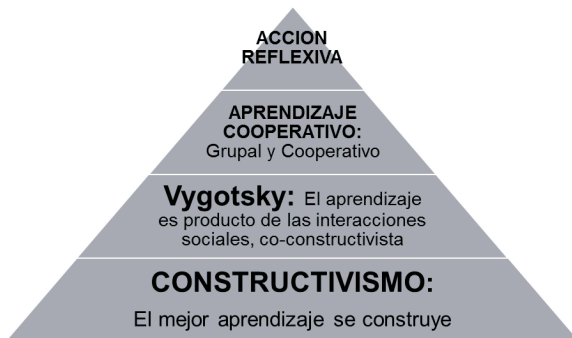 ACCION
REFLEXIVA
APRENDIZAJE
COOPERATIVO:
Grupal y Cooperativo
Vygotsky: El aprendizaje
es producto de las interacciones
sociales, co-constructivista
CONSTRUCTIVISMO:
El mejor aprendizaje se construye